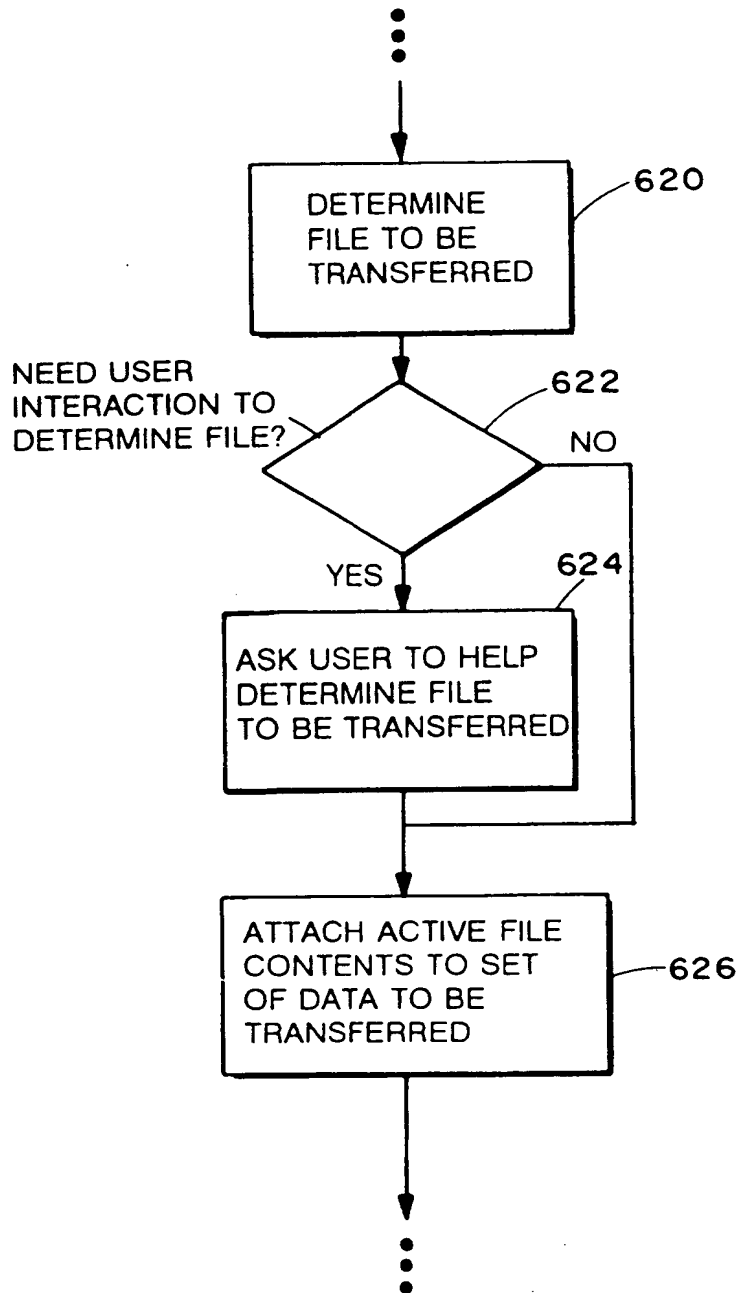 DETERMINE
FILE TO BE
TRANSFERRED
620
NEED USER
INTERACTION TO
DETERMINE FILE?
622
NO
YES
624
ASK USER TO HELP
DETERMINE FILE
TO BE TRANSFERRED
ATTACH ACTIVE FILE
CONTENTS TO SET
OF DATA TO BE
TRANSFERRED
626